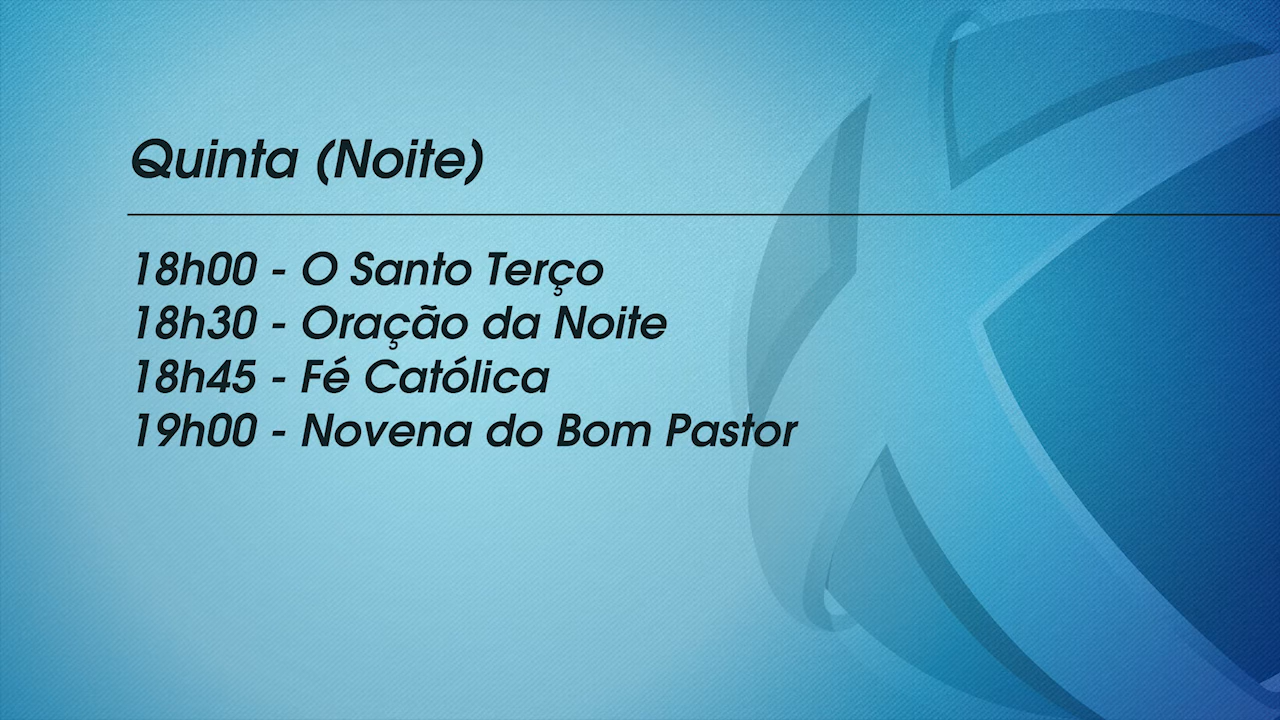 Quinta (Noite)
18h00 - O Santo Terço
18h30 - Oração da Noite
18h45 - Fé Católica
19h00 - Novena do Bom Pastor